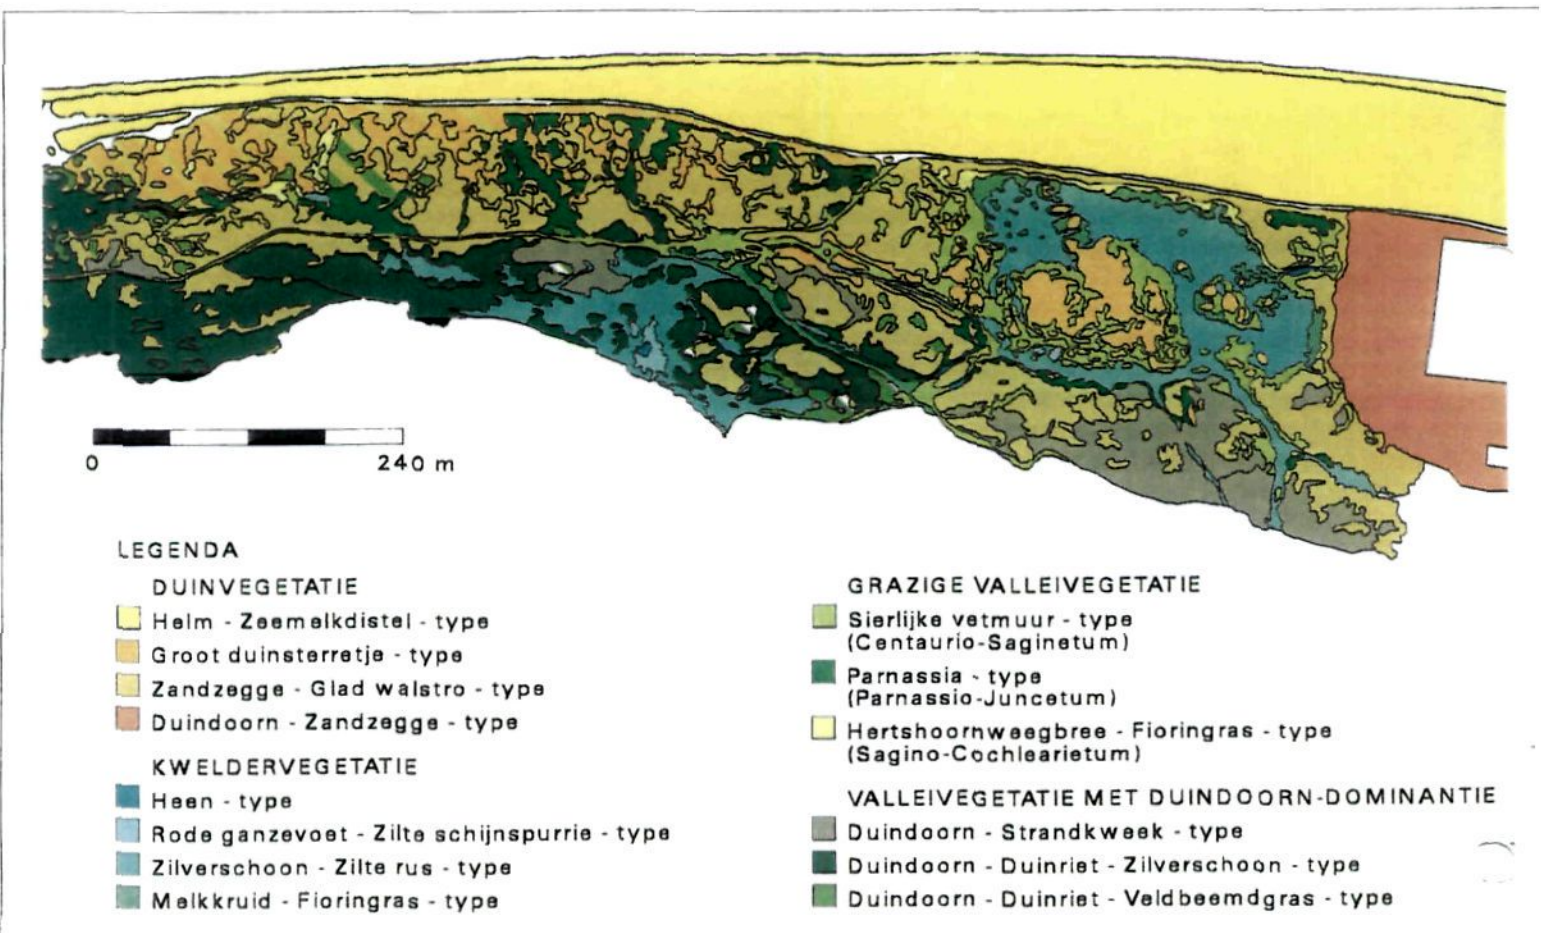 0 240 m
LEGENDA
DUINVEGETATIE
Helm - Zeemelkdistel - type
Groot duinsterretje - type
Zandzegge - Glad walstro - type
Duindoorn - Zandzegge - type
KWELDERVEGETATIE
Heen - type
Rode ganzevoet - Zilte schijnspurrie - type
Zilverschoon - Zilte rus - type
Melkkruid - Fioringras - type
GRAZIGE VALLEIVEGETATIE
Sierlijke vetmuur - type
(Centaurio-Saginetum)
Parnassia - type
(Parnassio-Juncetum)
Hertshoornweegbree - Fioringras - type
(Sagino-Cochlearietum)
VALLEIVEGETATIE MET DUINDOORN-DOMINANTIE
Duindoorn - Strandkweek - type
Duindoorn - Duinriet - Zilverschoon - type
Duindoorn - Duinriet - Veldbeemdgras - type